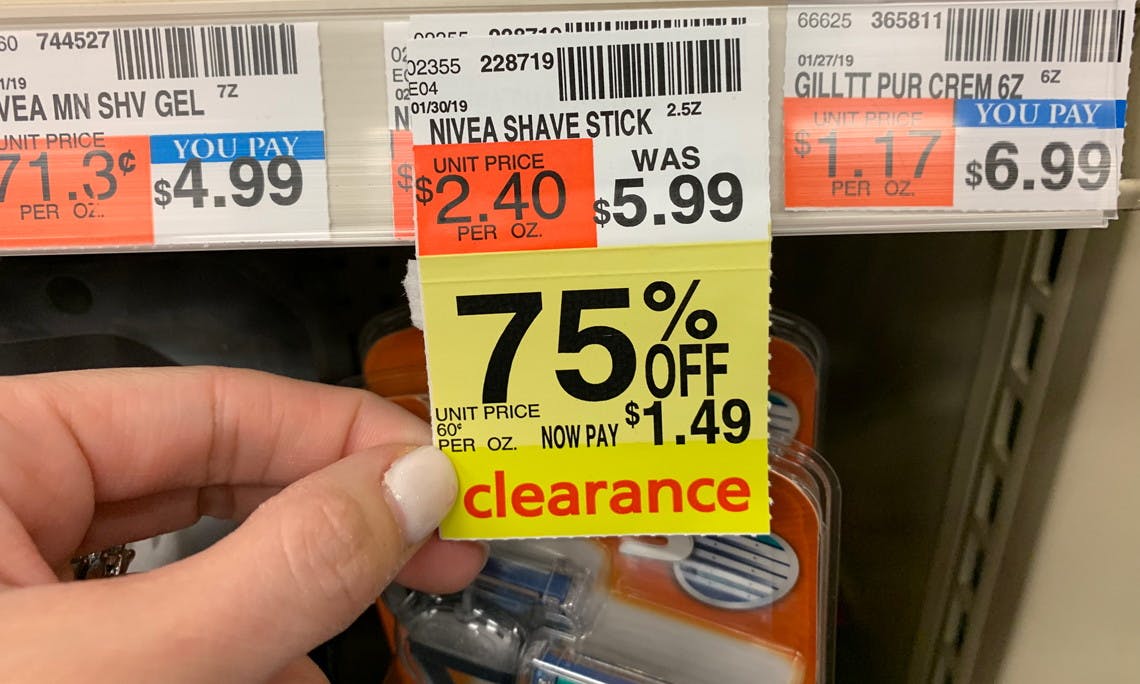 60 744527
1/19
VEA MN SHV GEL 7Z
UNIT PRICE
71.3¢
PER OZ.
YOU PAY
$4.99
02355 228719
E04
01/30/19
NIVEA SHAVE STICK 2.5Z
UNIT PRICE
$2.40
PER OZ.
WAS
$5.99
75% OFF
UNIT PRICE
60¢
PER OZ.
NOW PAY $1.49
clearance
66625 365811
01/27/19
GILLTT PUR CREM 6Z 6Z
UNIT PRICE
$1.17
PER OZ.
YOU PAY
$6.99